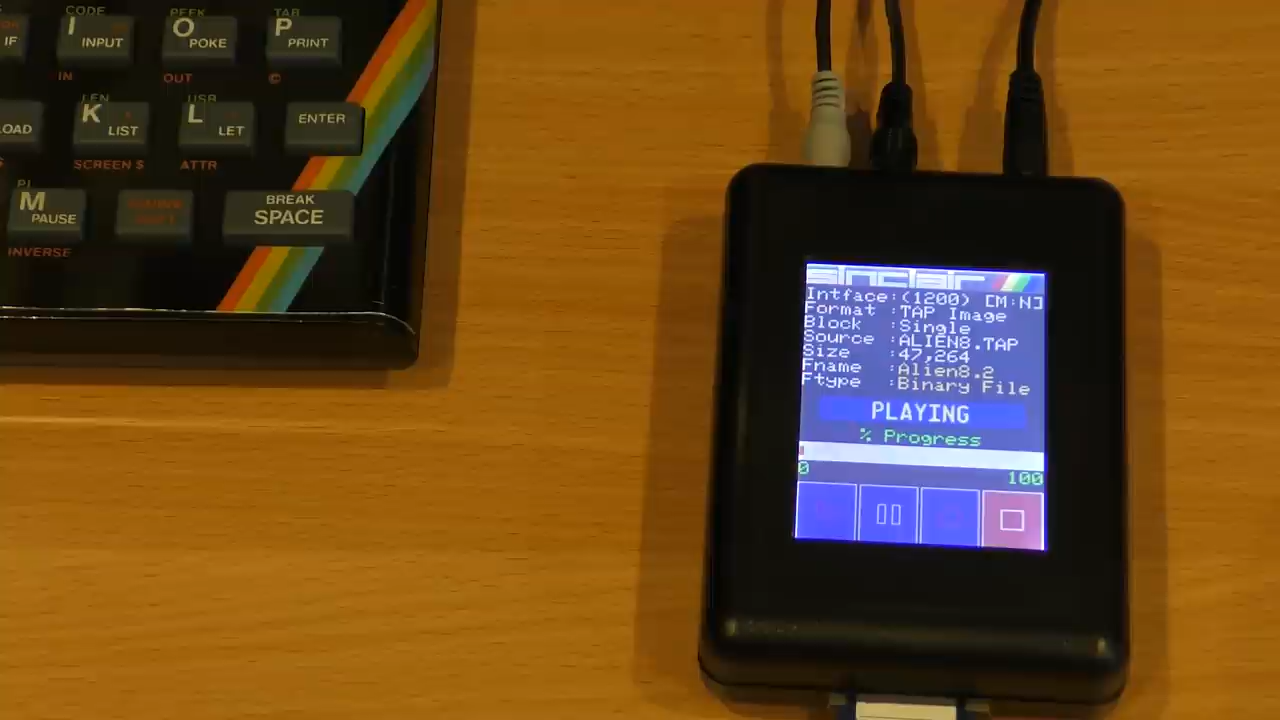 CODE PEEK TAB
IF I INPUT O POKE P PRINT
IN OUT ©
LEN USR
LOAD K LIST L LET ENTER
SCREEN $ ATTR
PI
M PAUSE BREAK SPACE
INVERSE
sinclair
Intface:(1200) [M:N]
Format :TAP Image
Block :Single
Source :ALIEN8.TAP
Size :47,264
Fname :Alien8.2
Ftype :Binary File
PLAYING
% Progress
0 100